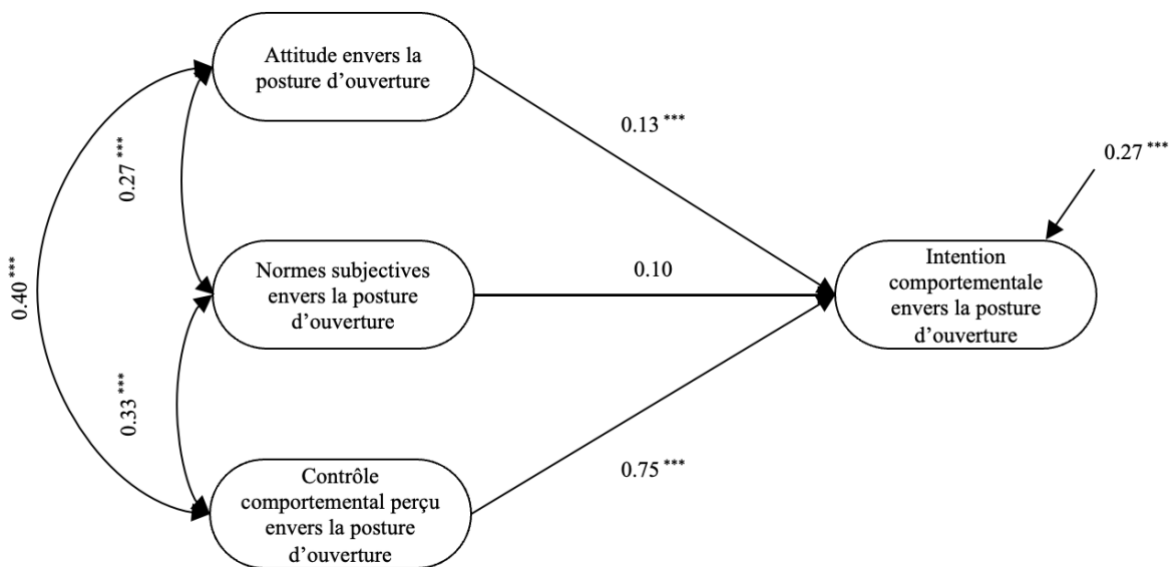 Attitude envers la
posture d’ouverture
0.13 ***
0.27 ***
0.27 ***
0.40 ***
Normes subjectives
envers la posture
d’ouverture
0.10
Intention
comportementale
envers la posture
d’ouverture
0.33 ***
0.75 ***
Contrôle
comportemental perçu
envers la posture
d’ouverture